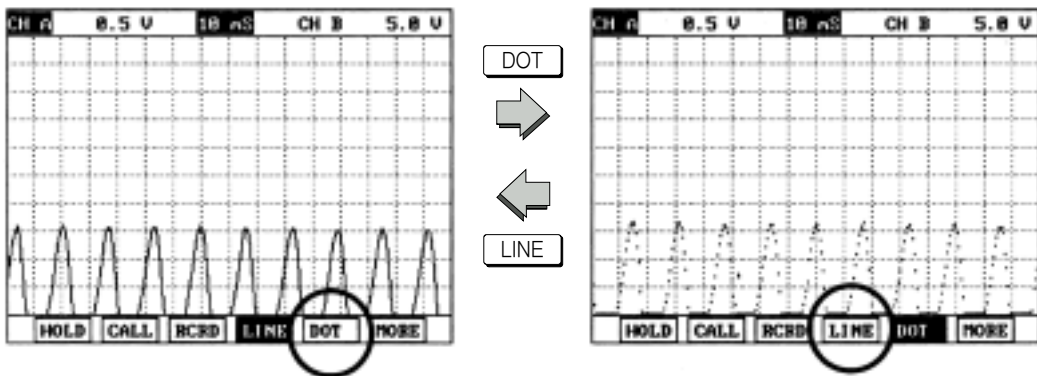 CH A 0.5 V 10 mS CH B 5.0 V
HOLD CALL RCRD LINE DOT MORE
DOT
LINE
CH A 0.5 V 10 mS CH B 5.0 V
HOLD CALL RCRD LINE DOT MORE